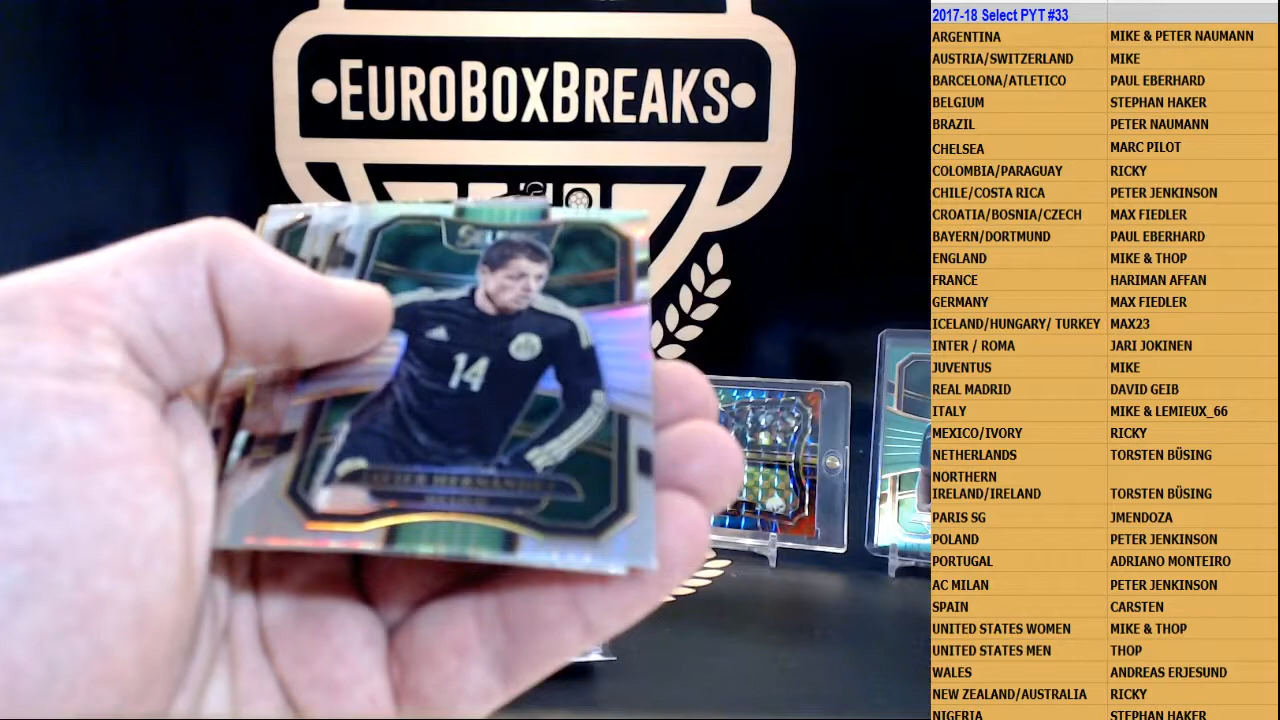 EUROBOXBREAKS
SELECT
14
JAVIER HERNANDEZ
2017-18 Select PYT #33
ARGENTINA MIKE & PETER NAUMANN
AUSTRIA/SWITZERLAND MIKE
BARCELONA/ATLETICO PAUL EBERHARD
BELGIUM STEPHAN HAKER
BRAZIL PETER NAUMANN
CHELSEA MARC PILOT
COLOMBIA/PARAGUAY RICKY
CHILE/COSTA RICA PETER JENKINSON
CROATIA/BOSNIA/CZECH MAX FIEDLER
BAYERN/DORTMUND PAUL EBERHARD
ENGLAND MIKE & THOP
FRANCE HARIMAN AFFAN
GERMANY MAX FIEDLER
ICELAND/HUNGARY/ TURKEY MAX23
INTER / ROMA JARI JOKINEN
JUVENTUS MIKE
REAL MADRID DAVID GEIB
ITALY MIKE & LEMIEUX_66
MEXICO/IVORY RICKY
NETHERLANDS TORSTEN BÜSING
NORTHERN
IRELAND/IRELAND TORSTEN BÜSING
PARIS SG JMENDOZA
POLAND PETER JENKINSON
PORTUGAL ADRIANO MONTEIRO
AC MILAN PETER JENKINSON
SPAIN CARSTEN
UNITED STATES WOMEN MIKE & THOP
UNITED STATES MEN THOP
WALES ANDREAS ERJESUND
NEW ZEALAND/AUSTRALIA RICKY
NIGERIA STEPHAN HAKER